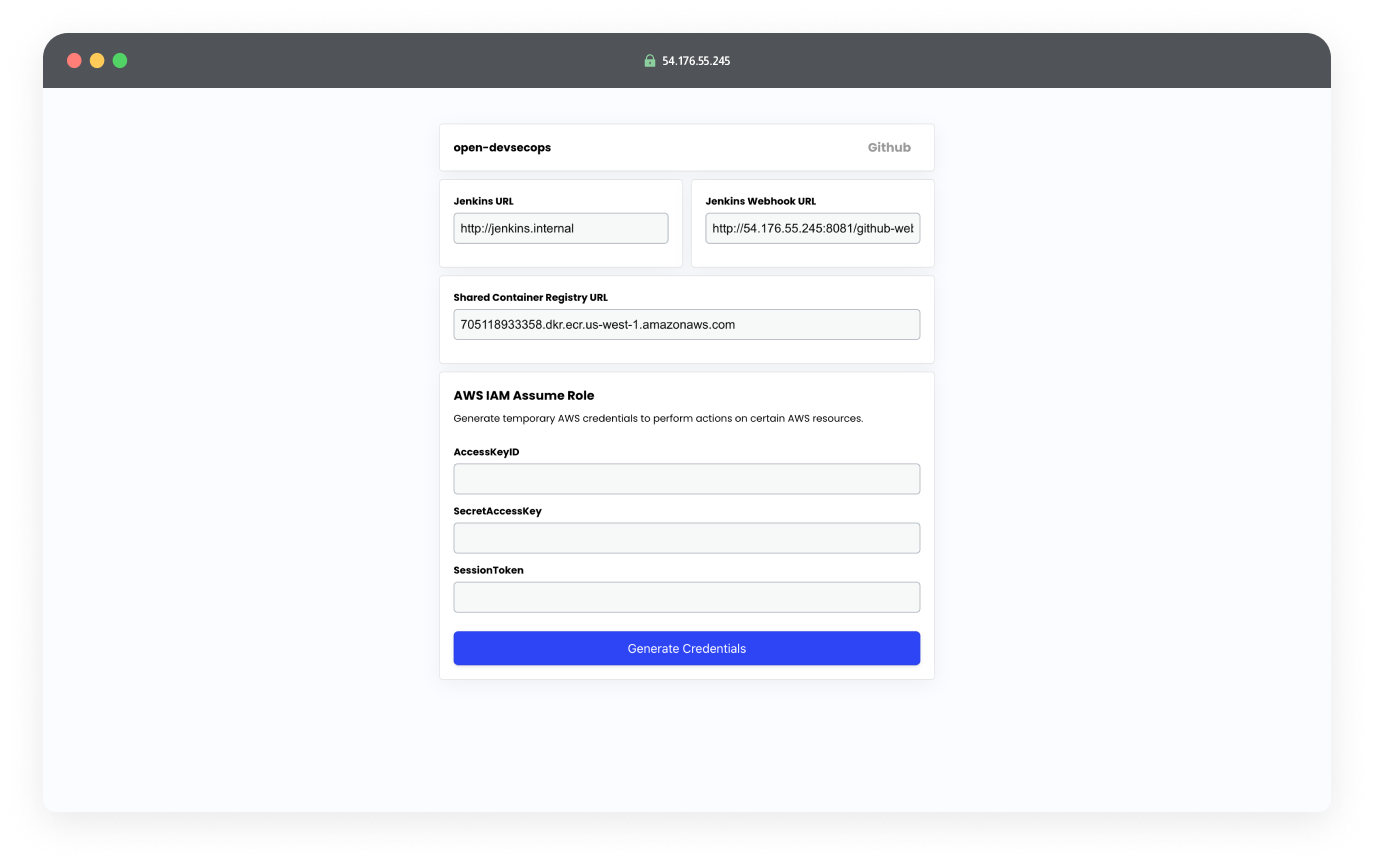 54.176.55.245
open-devsecops
Github
Jenkins URL
Jenkins Webhook URL
http://jenkins.internal
http://54.176.55.245:8081/github-wel
Shared Container Registry URL
705118933358.dkr.ecr.us-west-1.amazonaws.com
AWS IAM Assume Role
Generate temporary AWS credentials to perform actions on certain AWS resources.
AccessKeyID
SecretAccessKey
SessionToken
Generate Credentials